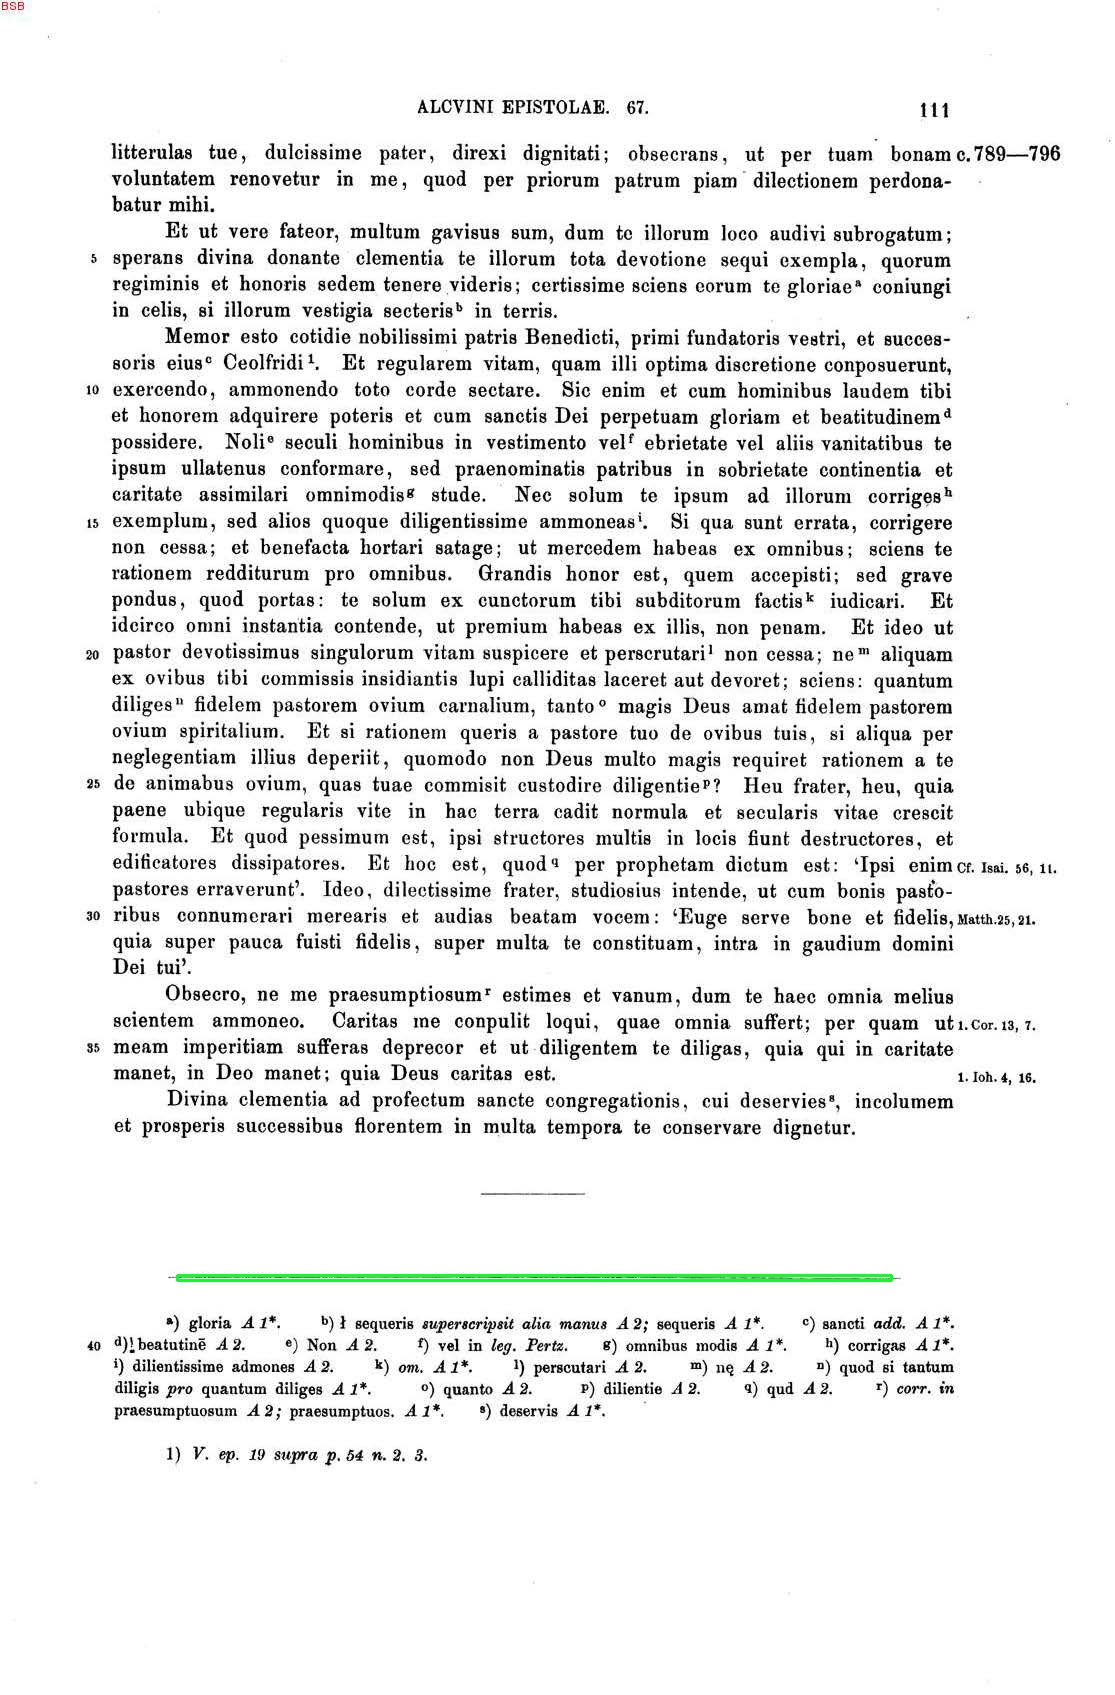 BSB
ALCVINI EPISTOLAE. 67. 111
litterulas tue, dulcissime pater, direxi dignitati; obsecrans, ut per tuam bonam c. 789—796
voluntatem renovetur in me, quod per priorum patrum piam dilectionem perdona-
batur mihi.
Et ut vere fateor, multum gavisus sum, dum te illorum loco audivi subrogatum;
5 sperans divina donante clementia te illorum tota devotione sequi exempla, quorum
regiminis et honoris sedem tenere videris; certissime sciens eorum te gloriaeᵃ coniungi
in celis, si illorum vestigia secterisᵇ in terris.
Memor esto cotidie nobilissimi patris Benedicti, primi fundatoris vestri, et succes-
soris eiusᶜ Ceolfridi¹. Et regularem vitam, quam illi optima discretione conposuerunt,
10 exercendo, ammonendo toto corde sectare. Sic enim et cum hominibus laudem tibi
et honorem adquirere poteris et cum sanctis Dei perpetuam gloriam et beatitudinemᵈ
possidere. Noliᵉ seculi hominibus in vestimento velᶠ ebrietate vel aliis vanitatibus te
ipsum ullatenus conformare, sed praenominatis patribus in sobrietate continentia et
caritate assimilari omnimodisᵍ stude. Nec solum te ipsum ad illorum corrigesʰ
15 exemplum, sed alios quoque diligentissime ammoneasⁱ. Si qua sunt errata, corrigere
non cessa; et benefacta hortari satage; ut mercedem habeas ex omnibus; sciens te
rationem redditurum pro omnibus. Grandis honor est, quem accepisti; sed grave
pondus, quod portas: te solum ex cunctorum tibi subditorum factisᵏ iudicari. Et
idcirco omni instantia contende, ut premium habeas ex illis, non penam. Et ideo ut
20 pastor devotissimus singulorum vitam suspicere et perscrutariˡ non cessa; neᵐ aliquam
ex ovibus tibi commissis insidiantis lupi calliditas laceret aut devoret; sciens: quantum
diligesⁿ fidelem pastorem ovium carnalium, tantoᵒ magis Deus amat fidelem pastorem
ovium spiritalium. Et si rationem queris a pastore tuo de ovibus tuis, si aliqua per
neglegentiam illius deperiit, quomodo non Deus multo magis requiret rationem a te
25 de animabus ovium, quas tuae commisit custodire diligentieᵖ? Heu frater, heu, quia
paene ubique regularis vite in hac terra cadit normula et secularis vitae crescit
formula. Et quod pessimum est, ipsi structores multis in locis fiunt destructores, et
edificatores dissipatores. Et hoc est, quod𐞥 per prophetam dictum est: ‘Ipsi enim Cf. Isai. 56, 11.
pastores erraverunt’. Ideo, dilectissime frater, studiosius intende, ut cum bonis pasto-
30 ribus connumerari merearis et audias beatam vocem: ‘Euge serve bone et fidelis, Matth. 25, 21.
quia super pauca fuisti fidelis, super multa te constituam, intra in gaudium domini
Dei tui’.
Obsecro, ne me praesumptiosumʳ estimes et vanum, dum te haec omnia melius
scientem ammoneo. Caritas me conpulit loqui, quae omnia suffert; per quam ut 1. Cor. 13, 7.
35 meam imperitiam sufferas deprecor et ut diligentem te diligas, quia qui in caritate
manet, in Deo manet; quia Deus caritas est. 1. Ioh. 4, 16.
Divina clementia ad profectum sancte congregationis, cui deserviesˢ, incolumem
et prosperis successibus florentem in multa tempora te conservare dignetur.
ᵃ) gloria A 1*. ᵇ) ł sequeris superscripsit alia manus A 2; sequeris A 1*. ᶜ) sancti add. A 1*.
40 ᵈ) beatutinē A 2. ᵉ) Non A 2. ᶠ) vel in leg. Pertz. ᵍ) omnibus modis A 1*. ʰ) corrigas A 1*.
ⁱ) dilientissime admones A 2. ᵏ) om. A 1*. ˡ) perscutari A 2. ᵐ) nę A 2. ⁿ) quod si tantum
diligis pro quantum diliges A 1*. ᵒ) quanto A 2. ᵖ) dilientie A 2. 𐞥) qud A 2. ʳ) corr. in
praesumptuosum A 2; praesumptuos. A 1*. ˢ) deservis A 1*.
1) V. ep. 19 supra p. 54 n. 2. 3.